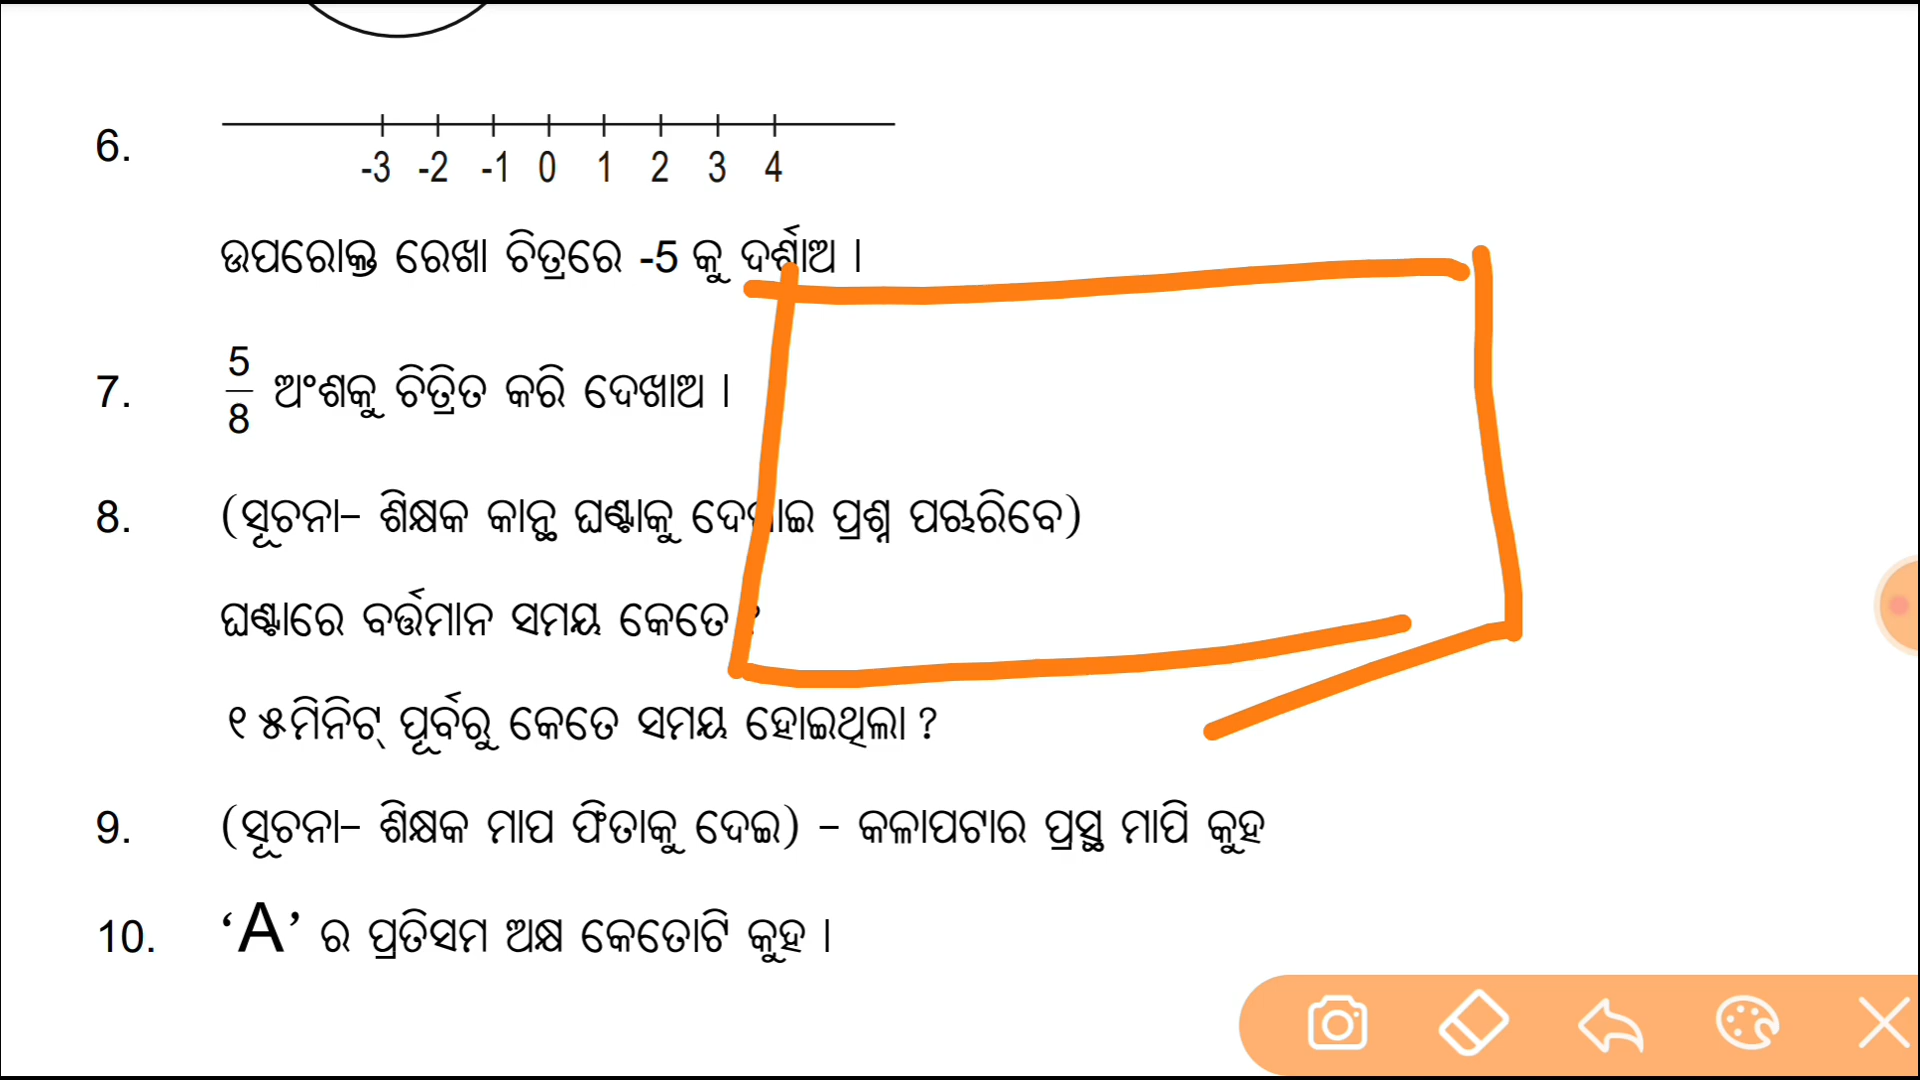 6.
-3 -2 -1 0 1 2 3 4
ଉପରୋକ୍ତ ରେଖା ଚିତ୍ରରେ -5 କୁ ଦର୍ଶାଅ ।
7. 5/8 ଅଂଶକୁ ଚିତ୍ରିତ କରି ଦେଖାଅ ।
8. (ସୂଚନା– ଶିକ୍ଷକ କାନ୍ଥ ଘଣ୍ଟାକୁ ଦେଖାଇ ପ୍ରଶ୍ନ ପଚ୍ଚରିବେ)
ଘଣ୍ଟାରେ ବର୍ତ୍ତମାନ ସମୟ କେତେ ?
୧୫ମିନିଟ୍ ପୂର୍ବରୁ କେତେ ସମୟ ହୋଇଥିଲା ?
9. (ସୂଚନା– ଶିକ୍ଷକ ମାପ ଫିତାକୁ ଦେଇ) – କଳାପଟାର ପ୍ରସ୍ଥ ମାପି କୁହ
10. ‘A’ ର ପ୍ରତିସମ ଅକ୍ଷ କେତୋଟି କୁହ ।